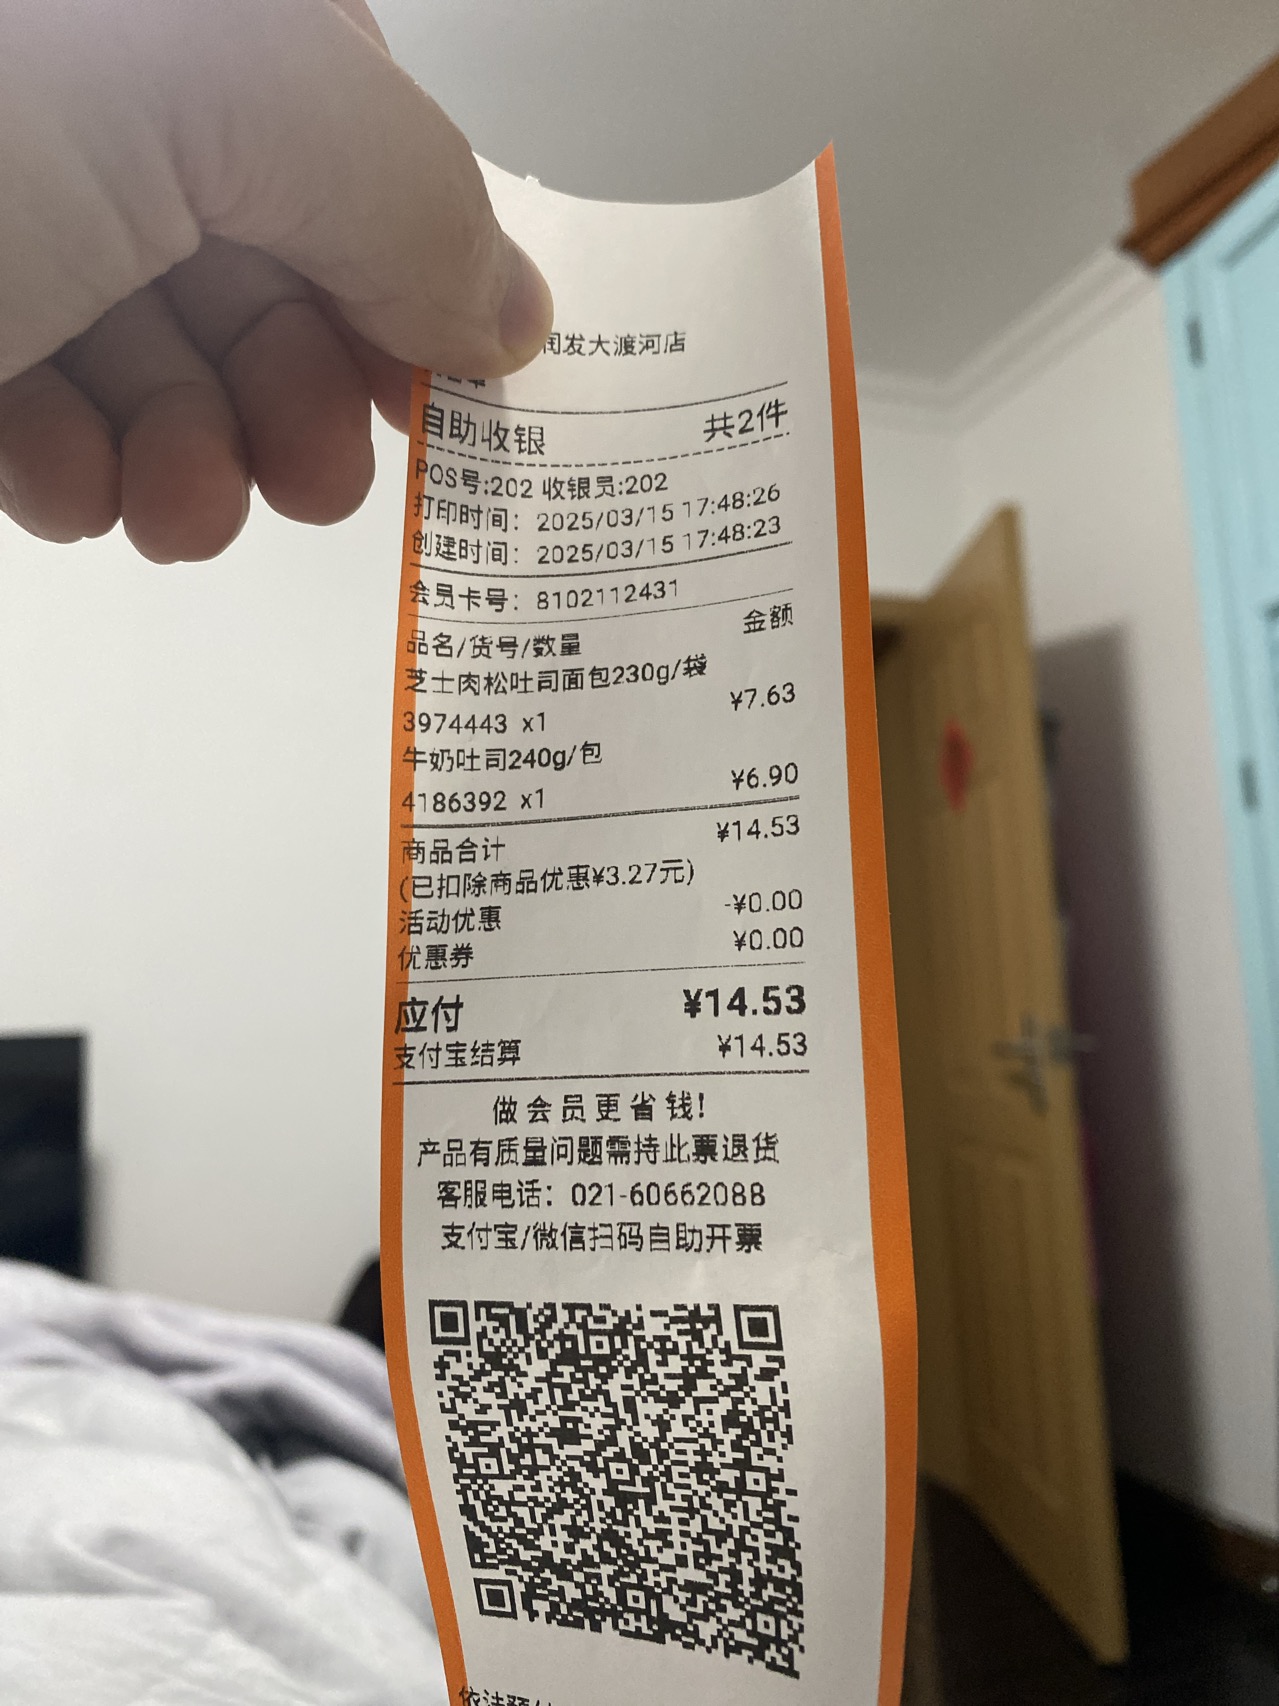 润发大渡河店
自助收银 共2件
POS号:202 收银员:202
打印时间： 2025/03/15 17:48:26
创建时间： 2025/03/15 17:48:23
会员卡号： 8102112431
品名/货号/数量 金额
芝士肉松吐司面包230g/袋
3974443 x1 ¥7.63
牛奶吐司240g/包
4186392 x1 ¥6.90
商品合计 ¥14.53
(已扣除商品优惠¥3.27元)
活动优惠 -¥0.00
优惠券 ¥0.00
应付 ¥14.53
支付宝结算 ¥14.53
做会员更省钱!
产品有质量问题需持此票退货
客服电话： 021-60662088
支付宝/微信扫码自助开票
依法